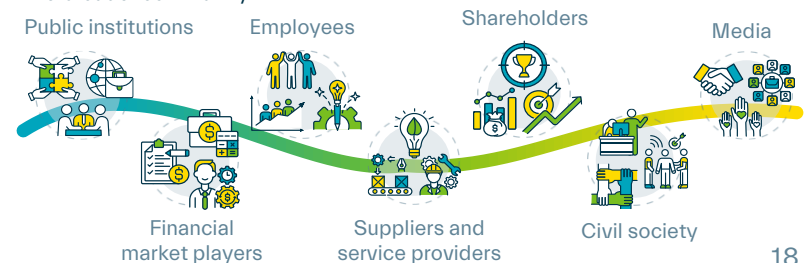 Public institutions
Employees
Shareholders
Media
Financial
market players
Suppliers and
service providers
Civil society
18